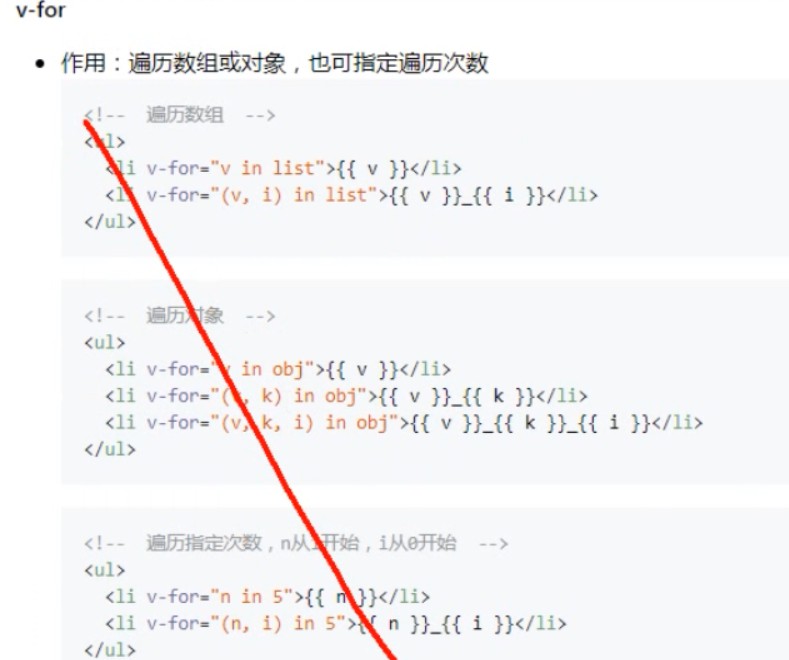 v-for
• 作用：遍历数组或对象，也可指定遍历次数
<!-- 遍历数组 -->
<ul>
<li v-for="v in list">{{ v }}</li>
<li v-for="(v, i) in list">{{ v }}_{{ i }}</li>
</ul>
<!-- 遍历对象 -->
<ul>
<li v-for="v in obj">{{ v }}</li>
<li v-for="(v, k) in obj">{{ v }}_{{ k }}</li>
<li v-for="(v, k, i) in obj">{{ v }}_{{ k }}_{{ i }}</li>
</ul>
<!-- 遍历指定次数，n从1开始，i从0开始 -->
<ul>
<li v-for="n in 5">{{ n }}</li>
<li v-for="(n, i) in 5">{{ n }}_{{ i }}</li>
</ul>